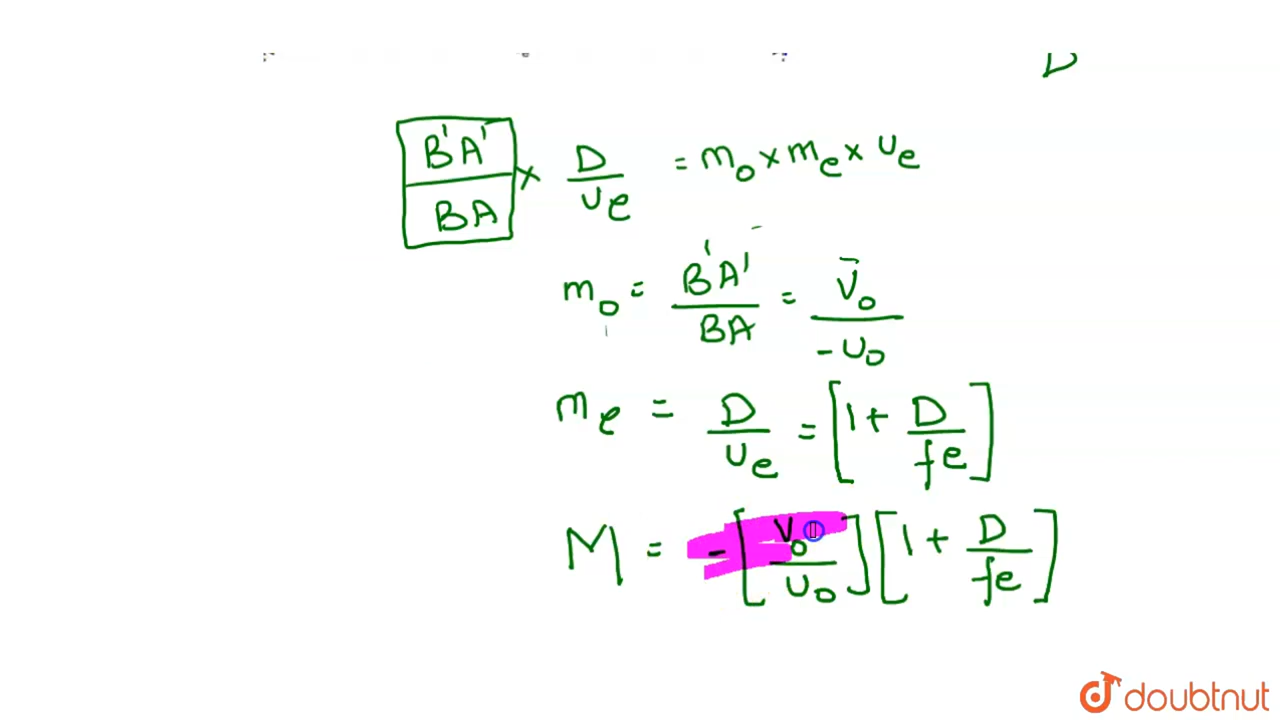 D
B'A'/BA × D/Ue = m₀ × mₑ × Uₑ
m₀ = B'A'/BA = V₀/-U₀
mₑ = D/Uₑ = [1 + D/fe]
M = -[V₀/U₀][1 + D/fe]
doubtnut